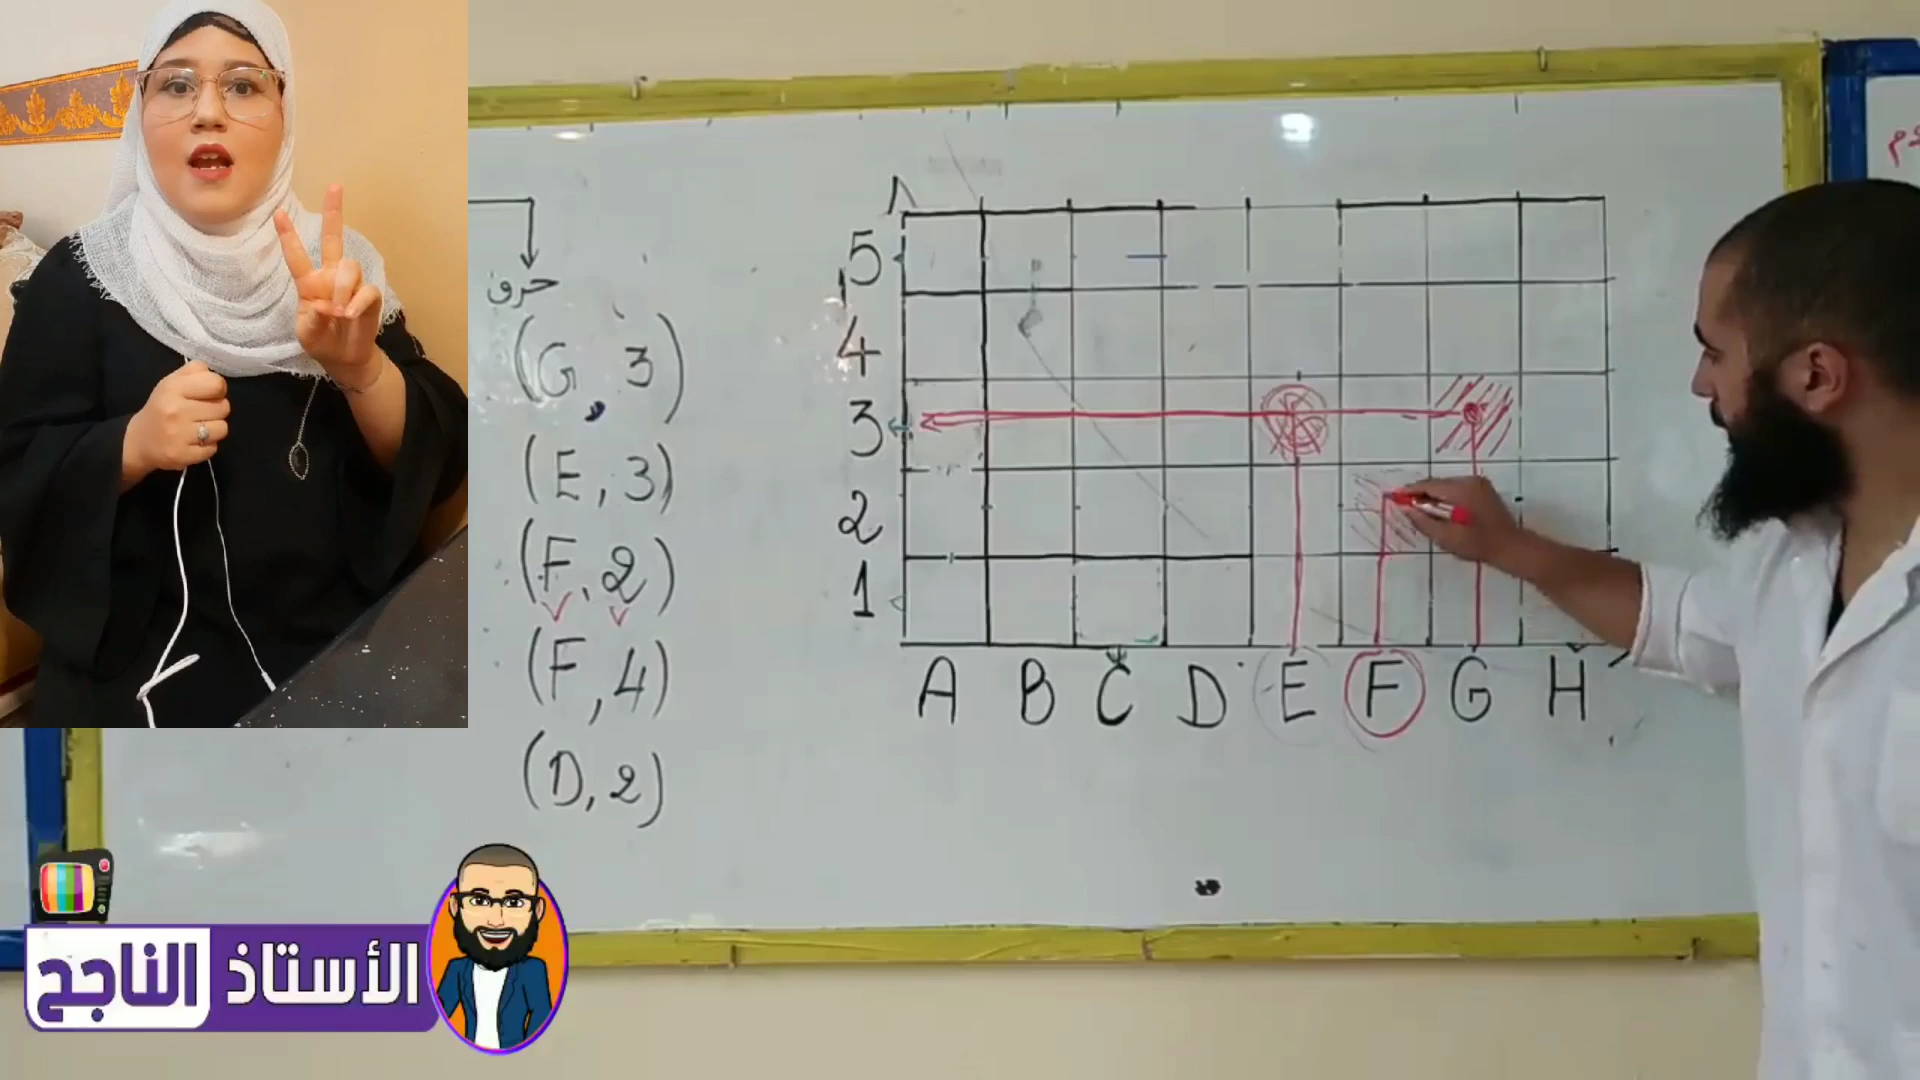 حرف
(G, 3)
(E, 3)
(F, 2)
(F, 4)
(D, 2)
5
4
3
2
1
A B C D E F G H
الأستاذ الناجح